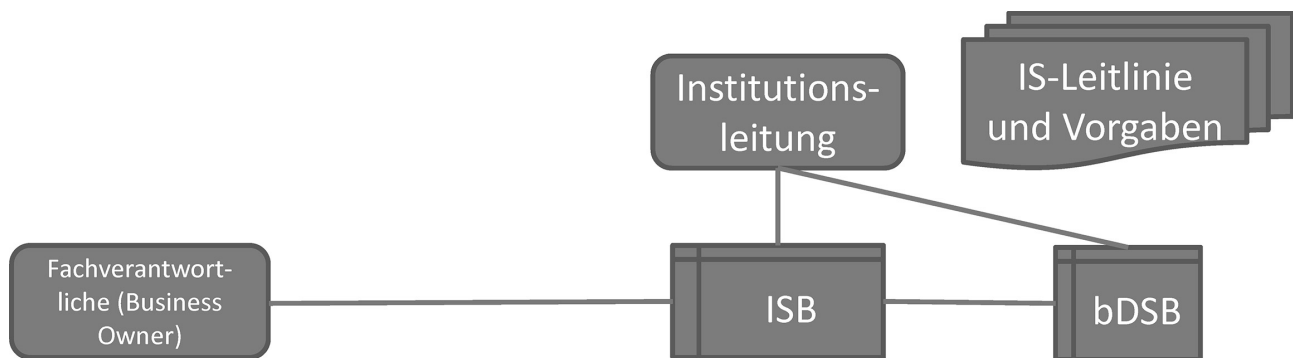 Institutions-
leitung
IS-Leitlinie
und Vorgaben
Fachverantwort-
liche (Business
Owner)
ISB
bDSB